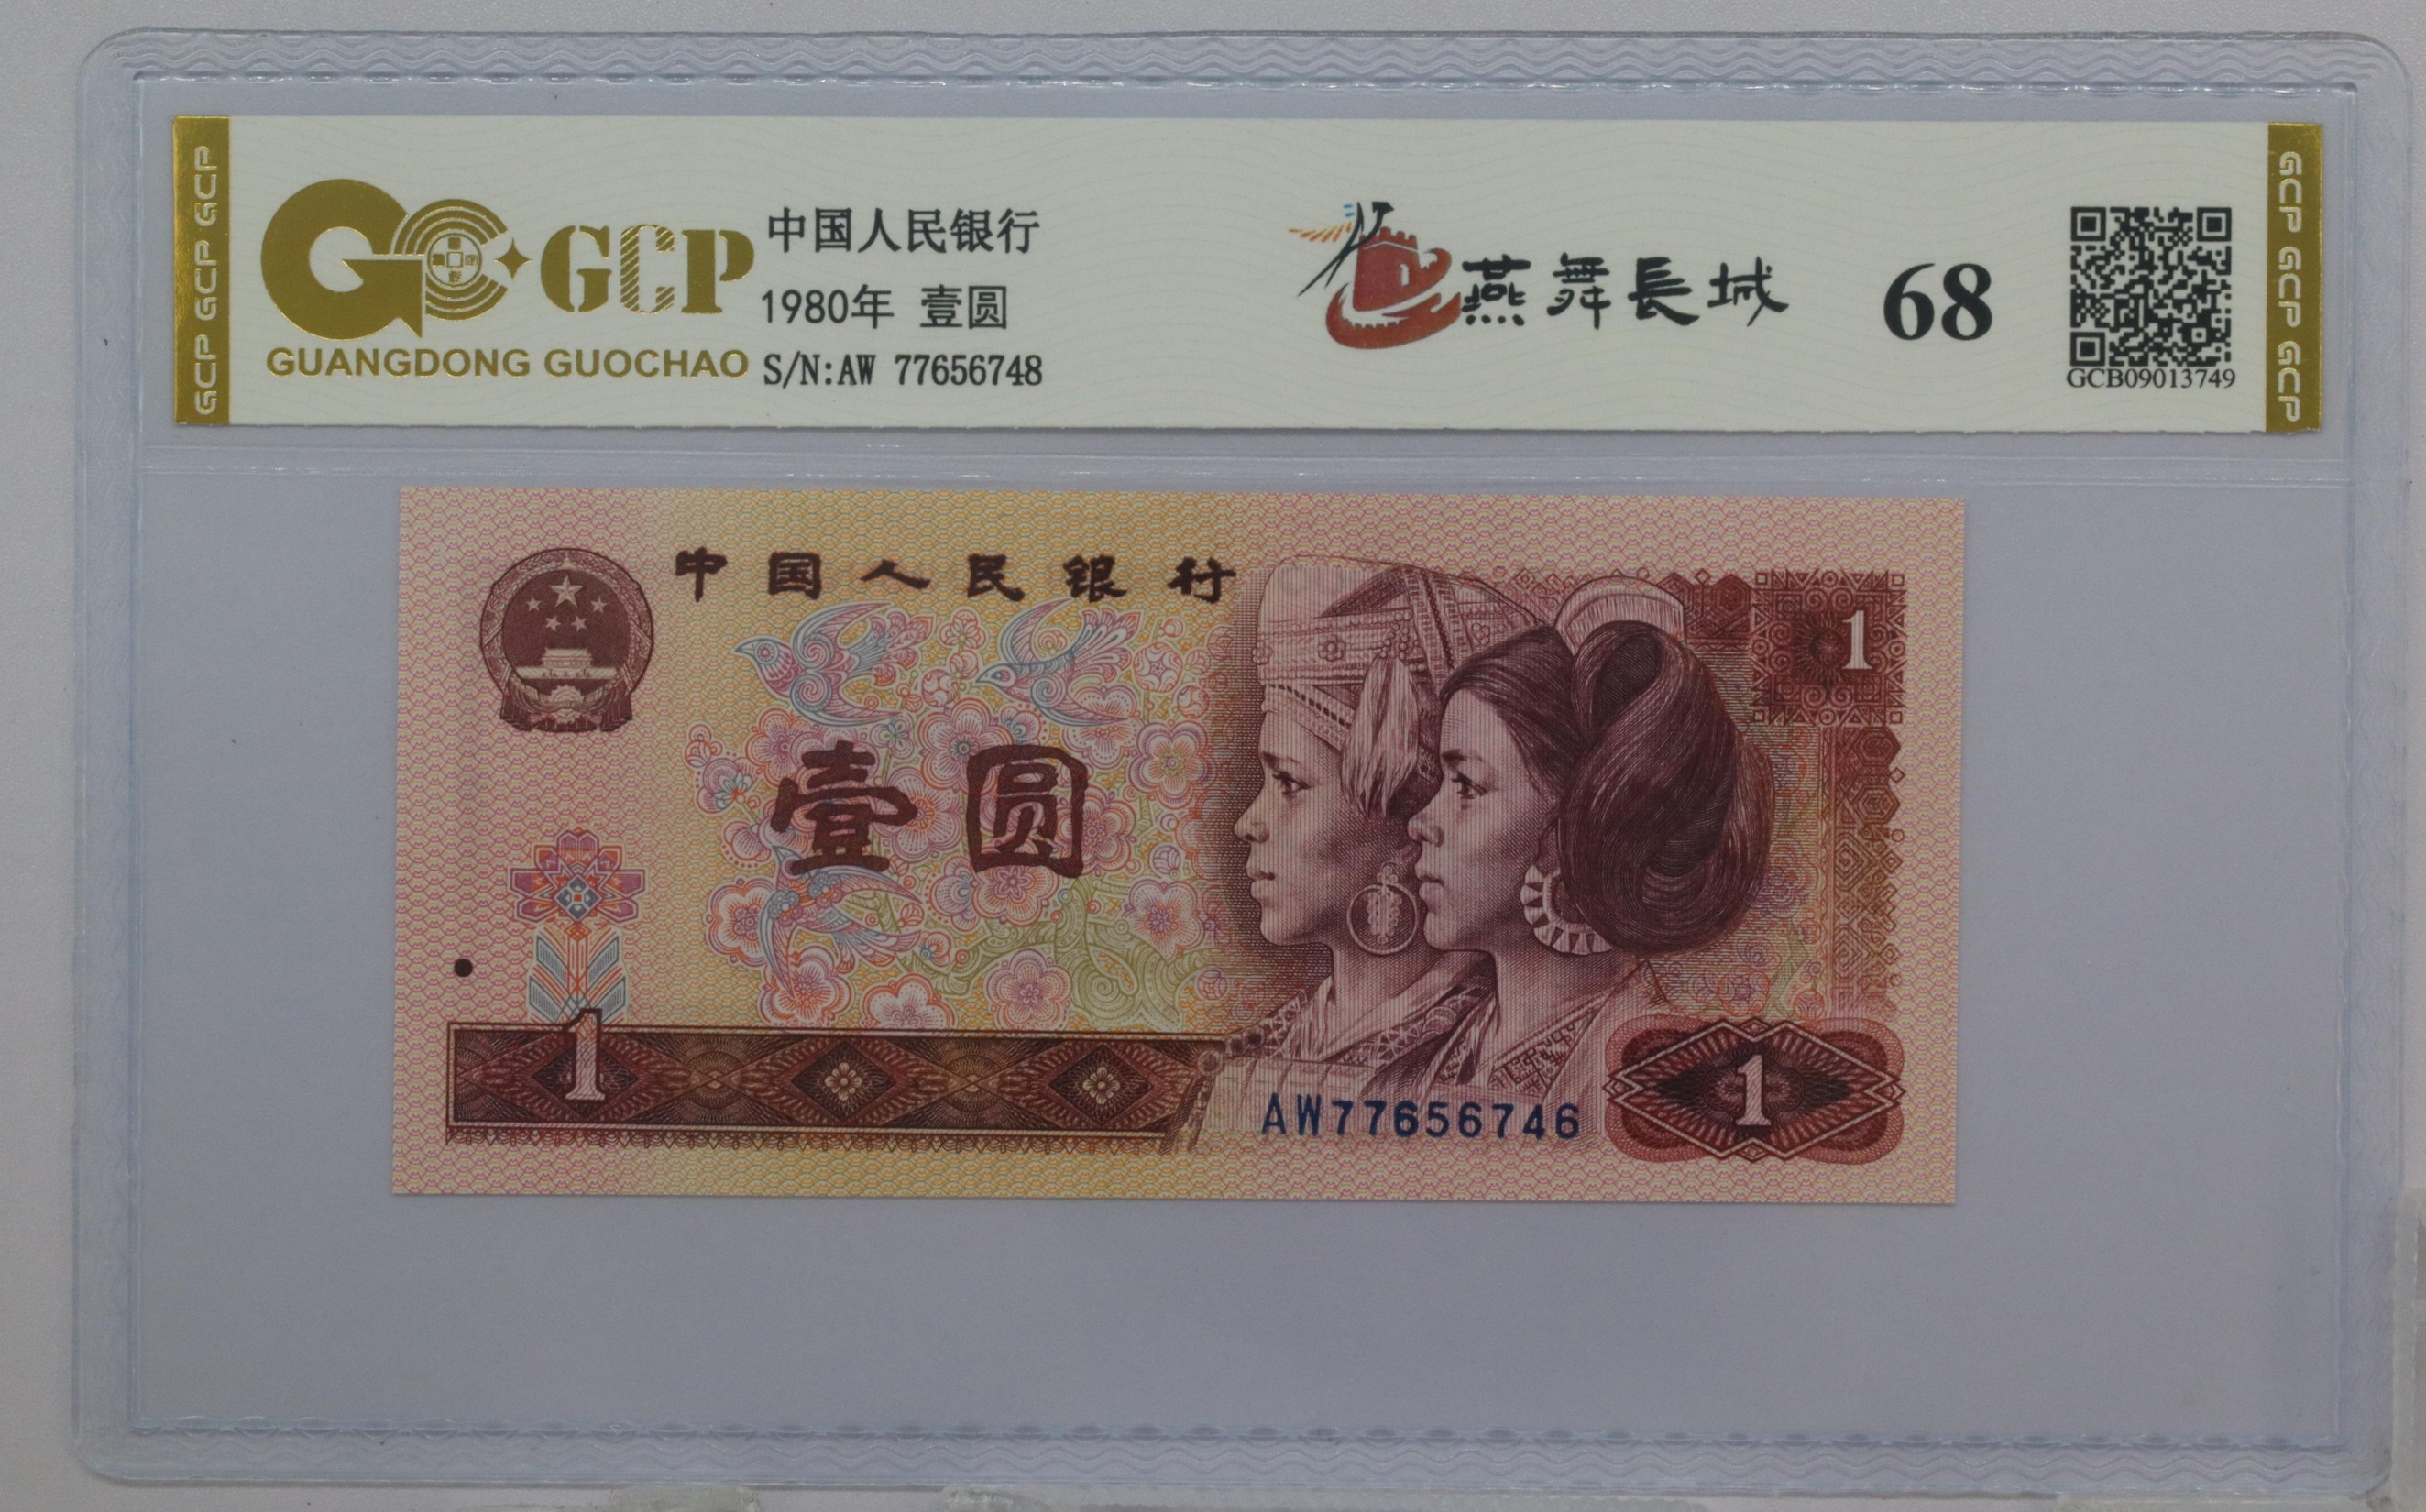 GCP GCP GCP
GCP
GUANGDONG GUOCHAO
中国人民银行
1980年 壹圆
S/N:AW 77656748
燕舞長城
68
GCB09013749
GCP GCP GCP
中国人民银行
1
壹圆
1
AW77656746
1